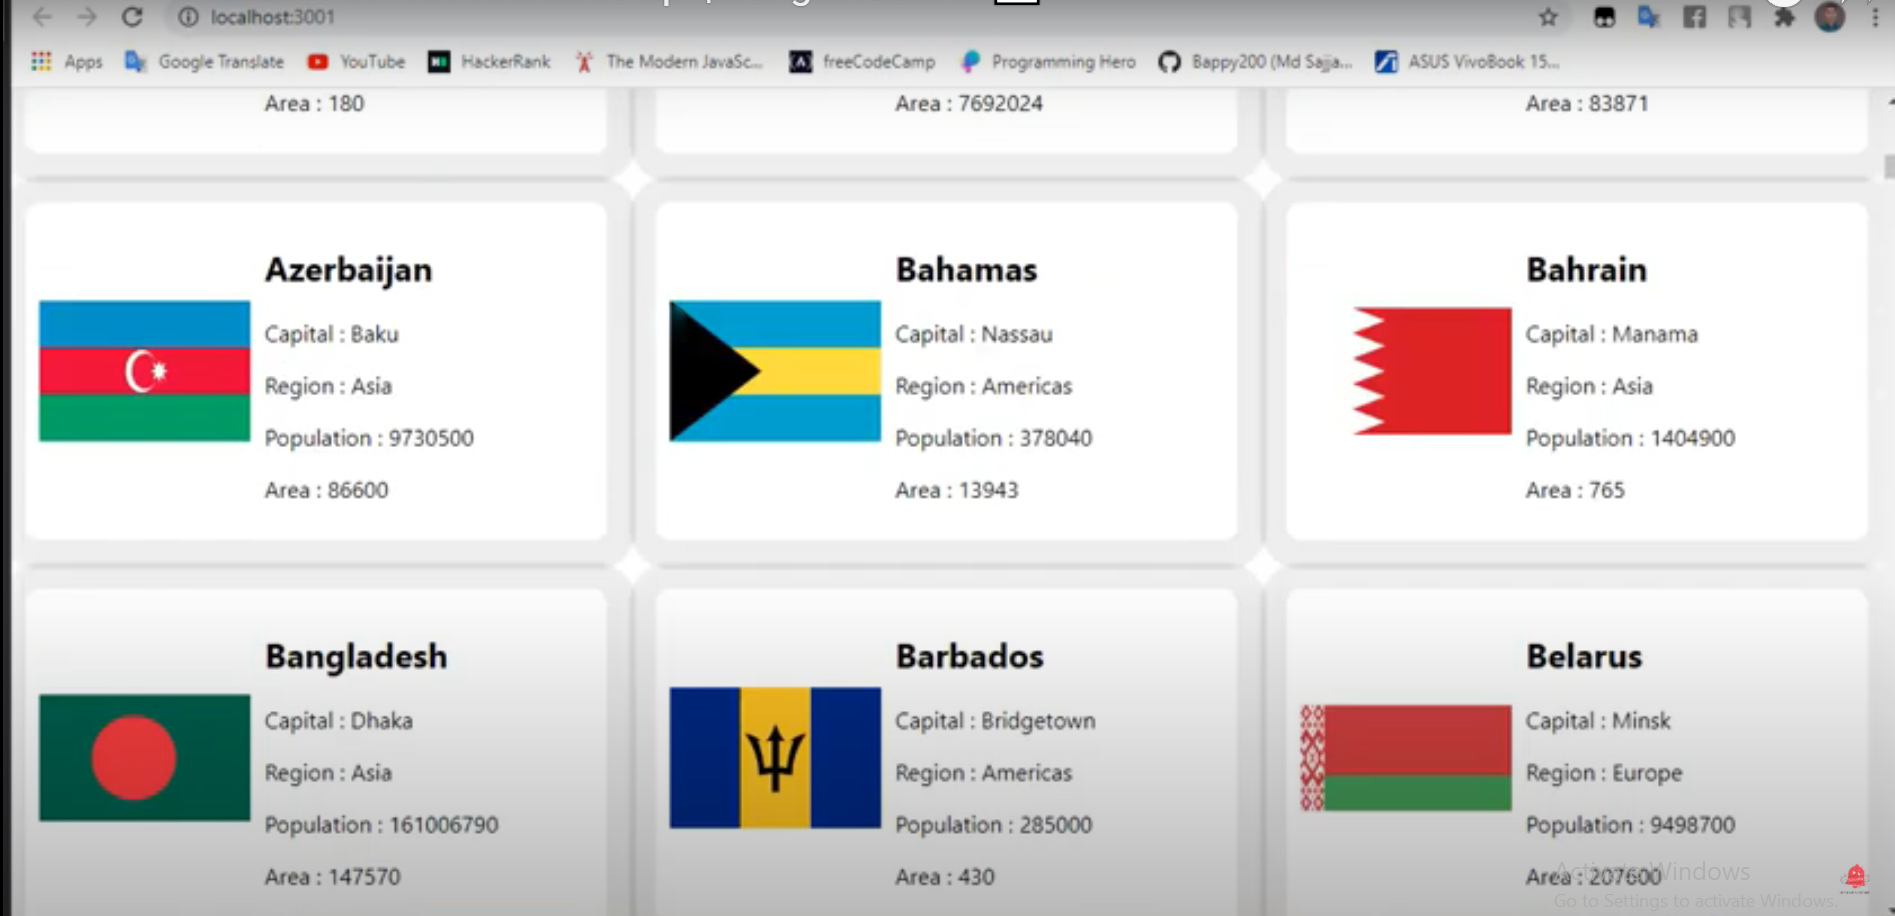 localhost:3001
Apps Google Translate YouTube HackerRank The Modern JavaSc... freeCodeCamp Programming Hero Bappy200 (Md Sajja... ASUS VivoBook 15...
Area : 180
Area : 7692024
Area : 83871
Azerbaijan
Capital : Baku
Region : Asia
Population : 9730500
Area : 86600
Bahamas
Capital : Nassau
Region : Americas
Population : 378040
Area : 13943
Bahrain
Capital : Manama
Region : Asia
Population : 1404900
Area : 765
Bangladesh
Capital : Dhaka
Region : Asia
Population : 161006790
Area : 147570
Barbados
Capital : Bridgetown
Region : Americas
Population : 285000
Area : 430
Belarus
Capital : Minsk
Region : Europe
Population : 9498700
Area : 207600
Activate Windows
Go to Settings to activate Windows.